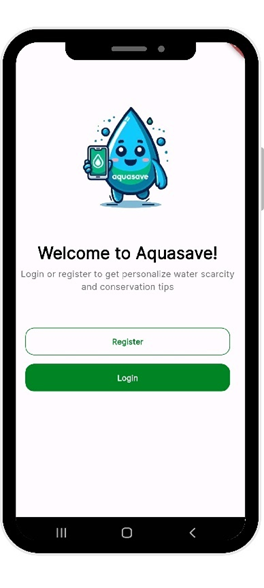 aquasave
Welcome to Aquasave!
Login or register to get personalize water scarcity
and conservation tips
Register
Login